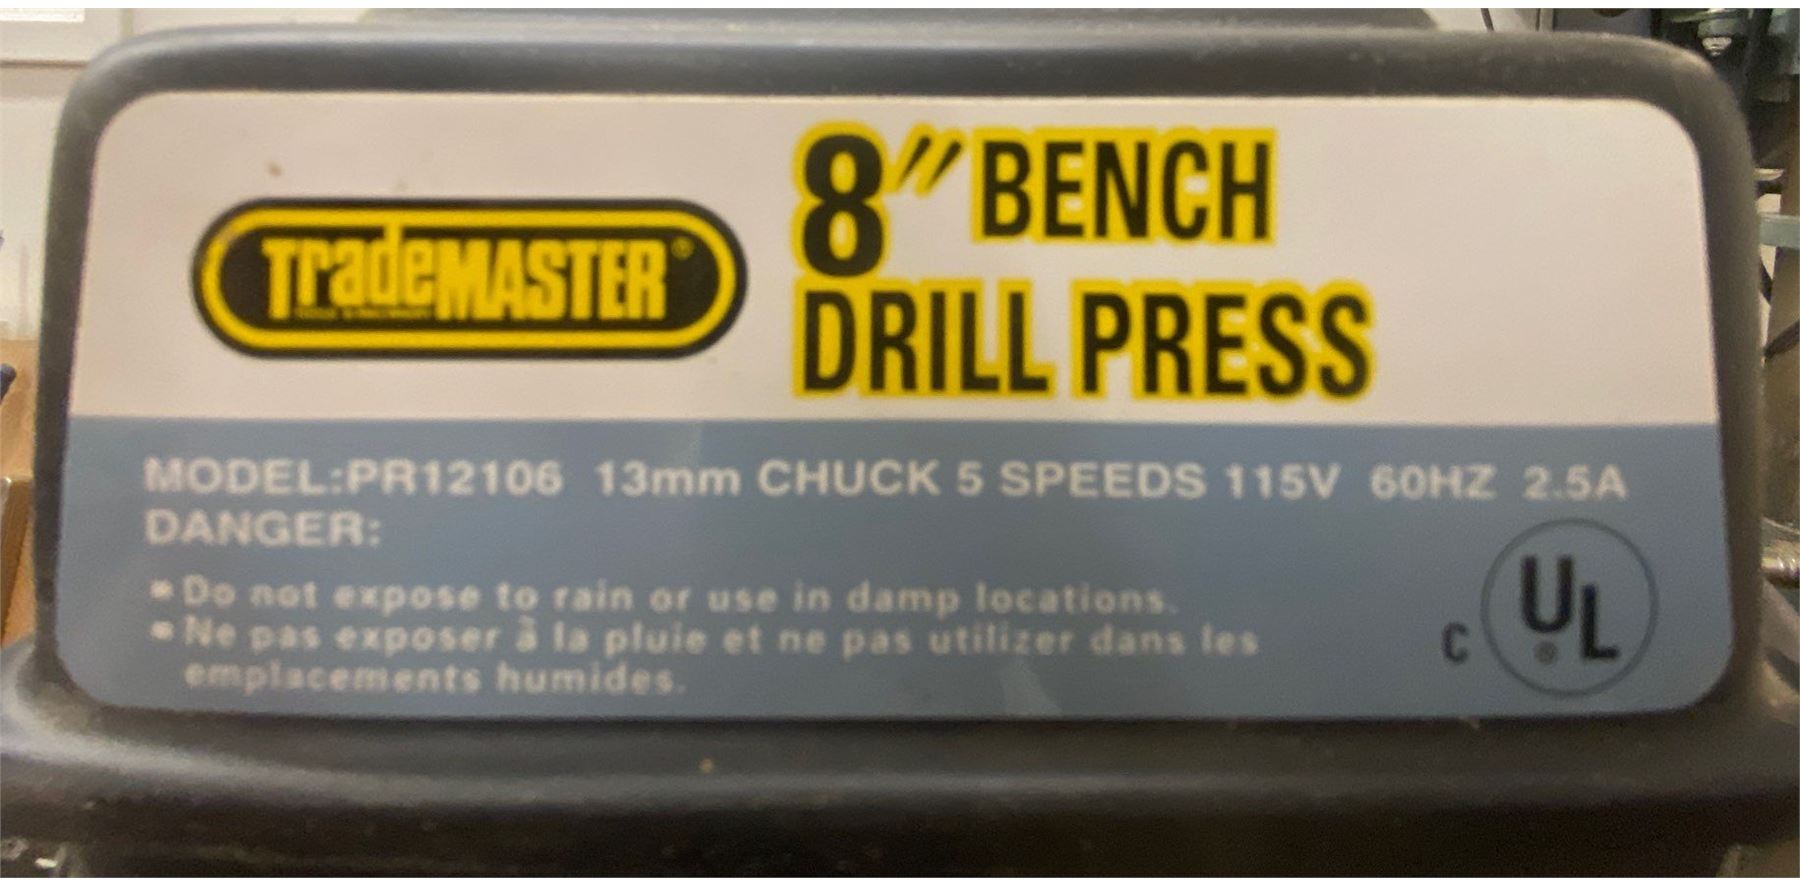 TradeMASTER®
8" BENCH
DRILL PRESS
MODEL:PR12106 13mm CHUCK 5 SPEEDS 115V 60HZ 2.5A
DANGER:
* Do not expose to rain or use in damp locations.
* Ne pas exposer à la pluie et ne pas utilizer dans les
emplacements humides.
C UL®